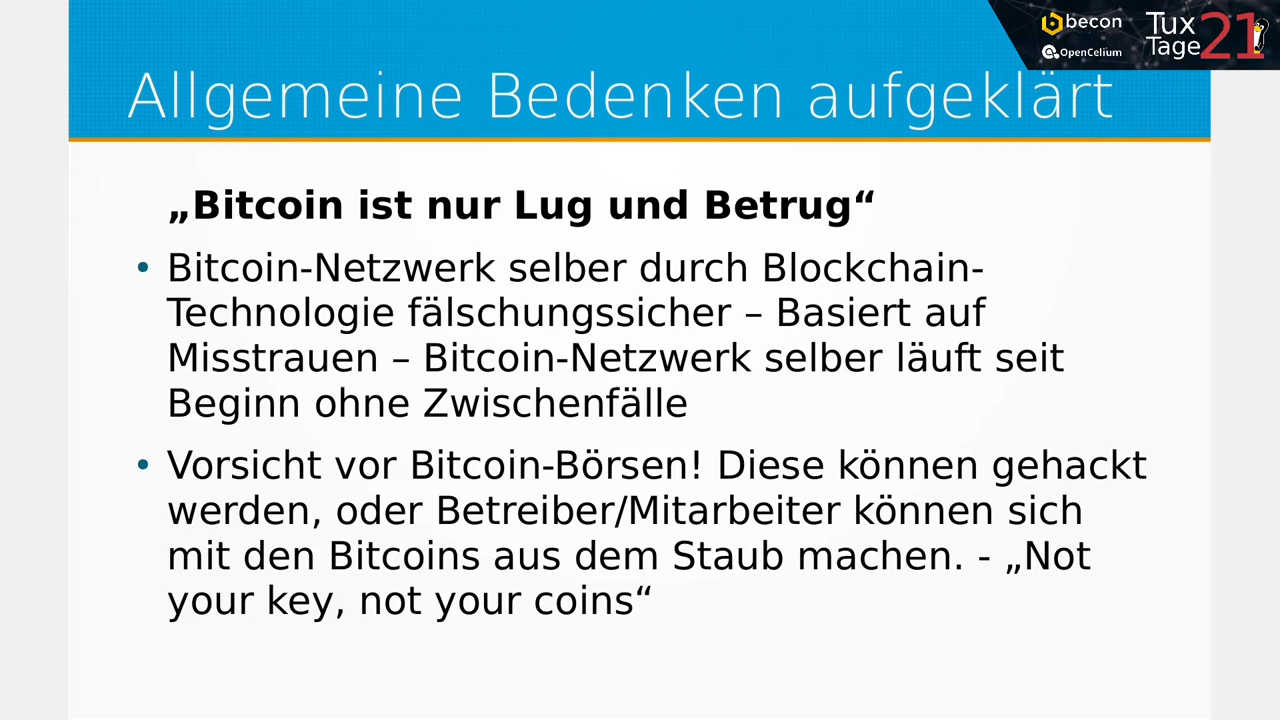 becon
OpenCelium
Tux
Tage
21
Allgemeine Bedenken aufgeklärt
„Bitcoin ist nur Lug und Betrug“
• Bitcoin-Netzwerk selber durch Blockchain-
Technologie fälschungssicher – Basiert auf
Misstrauen – Bitcoin-Netzwerk selber läuft seit
Beginn ohne Zwischenfälle
• Vorsicht vor Bitcoin-Börsen! Diese können gehackt
werden, oder Betreiber/Mitarbeiter können sich
mit den Bitcoins aus dem Staub machen. - „Not
your key, not your coins“